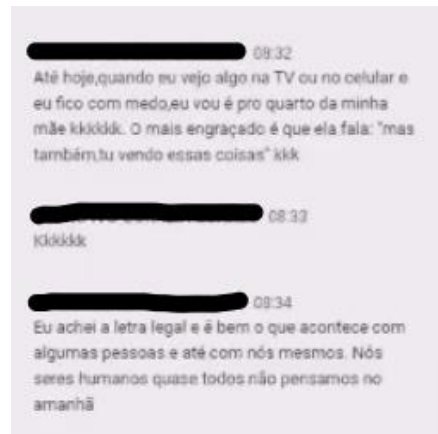 08:32
Até hoje,quando eu vejo algo na TV ou no celular e
eu fico com medo,eu vou é pro quarto da minha
mãe kkkkkk. O mais engraçado é que ela fala: "mas
também,tu vendo essas coisas" kkk
08:33
Kkkkkk
08:34
Eu achei a letra legal e é bem o que acontece com
algumas pessoas e até com nós mesmos. Nós
seres humanos quase todos não pensamos no
amanhã